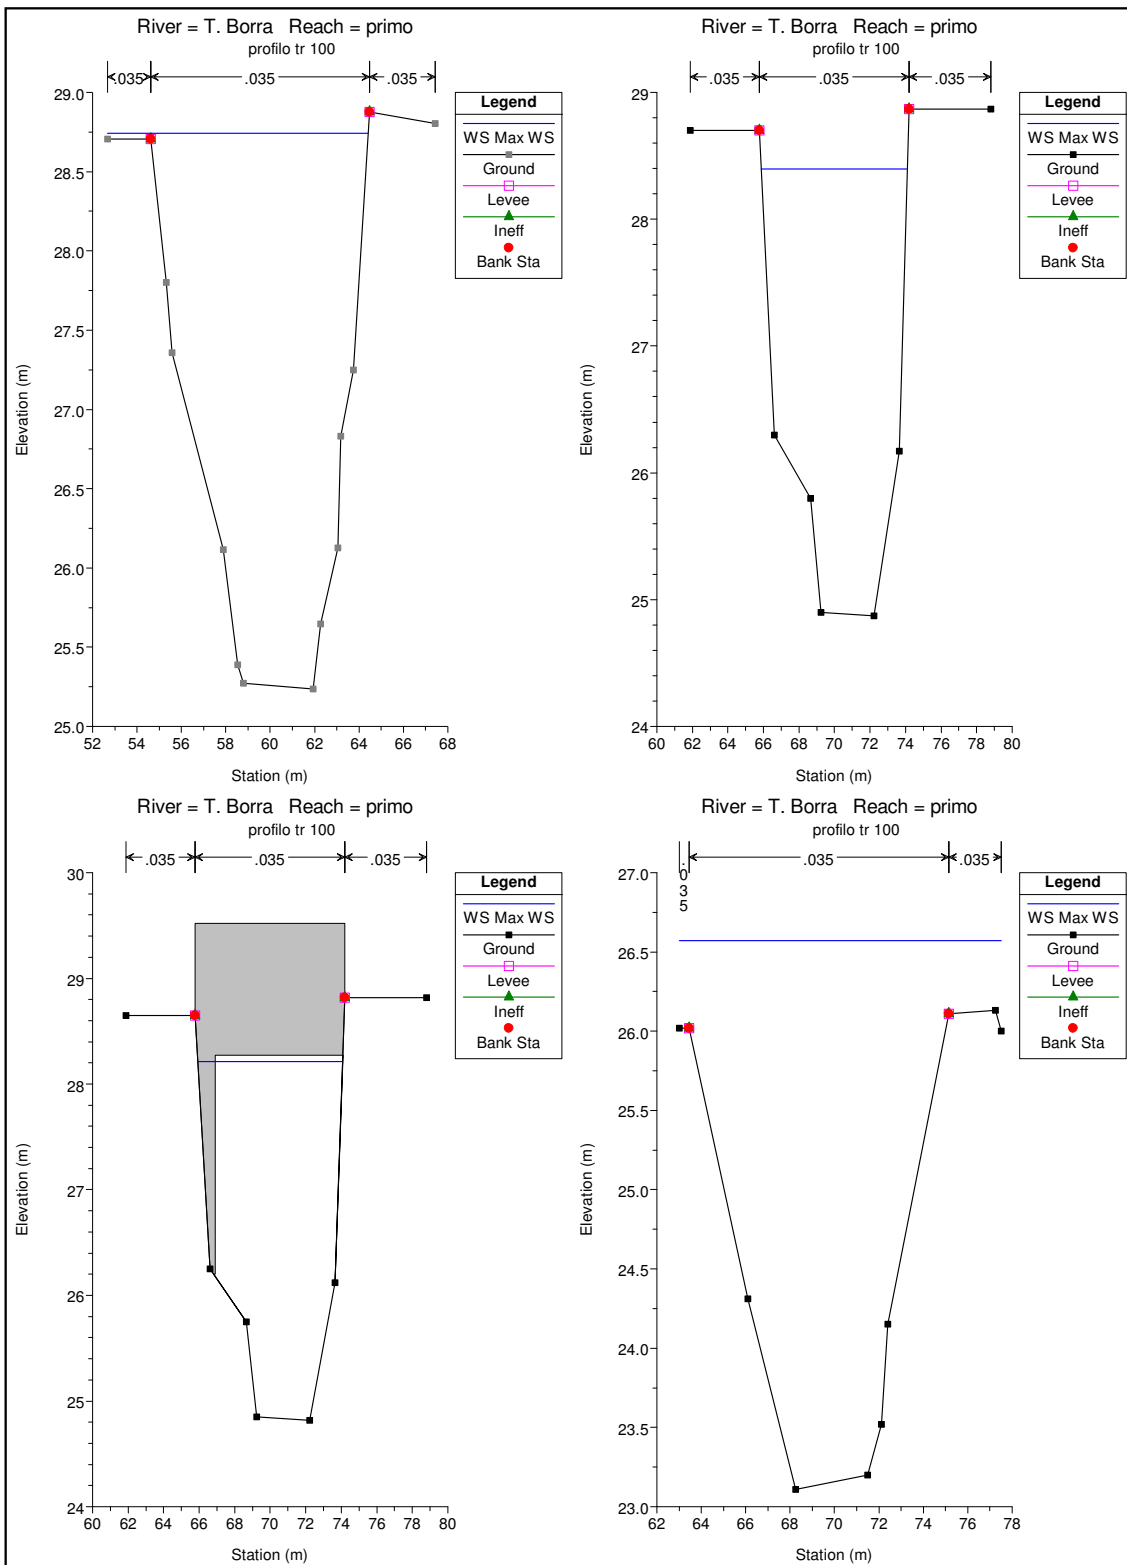 River = T. Borra Reach = primo
profilo tr 100
.035 .035 .035
29.0
28.5
28.0
27.5
27.0
26.5
26.0
25.5
25.0
Elevation (m)
52 54 56 58 60 62 64 66 68
Station (m)
Legend
WS Max WS
Ground
Levee
Ineff
Bank Sta
River = T. Borra Reach = primo
profilo tr 100
.035 .035 .035
29
28
27
26
25
24
Elevation (m)
60 62 64 66 68 70 72 74 76 78 80
Station (m)
Legend
WS Max WS
Ground
Levee
Ineff
Bank Sta
River = T. Borra Reach = primo
profilo tr 100
.035 .035 .035
30
29
28
27
26
25
24
Elevation (m)
60 62 64 66 68 70 72 74 76 78 80
Station (m)
Legend
WS Max WS
Ground
Levee
Ineff
Bank Sta
River = T. Borra Reach = primo
profilo tr 100
.035 .035 .035
27.0
26.5
26.0
25.5
25.0
24.5
24.0
23.5
23.0
Elevation (m)
62 64 66 68 70 72 74 76 78
Station (m)
Legend
WS Max WS
Ground
Levee
Ineff
Bank Sta